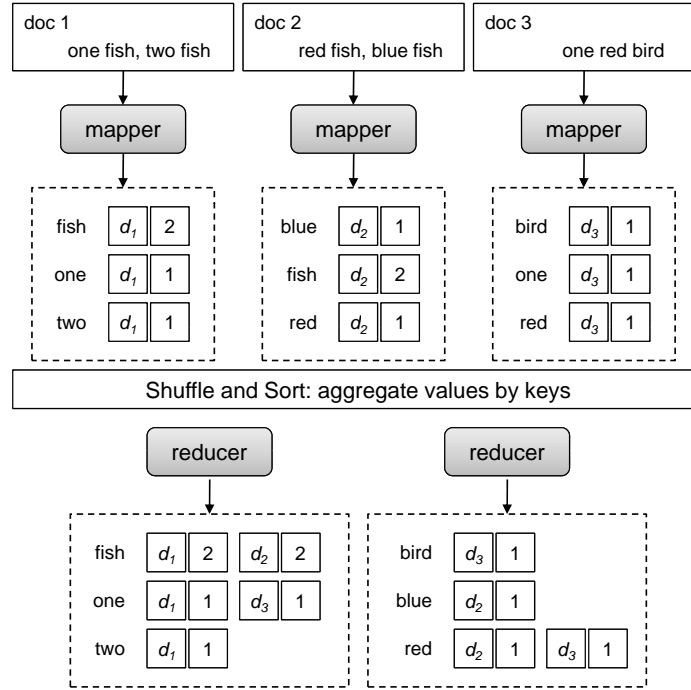 doc 1 doc 2 doc 3
one fish, two fish red fish, blue fish one red bird
mapper mapper mapper
fish d1 2 blue d2 1 bird d3 1
one d1 1 fish d2 2 one d3 1
two d1 1 red d2 1 red d3 1
Shuffle and Sort: aggregate values by keys
reducer reducer
fish d1 2 d2 2 bird d3 1
one d1 1 d3 1 blue d2 1
two d1 1 red d2 1 d3 1